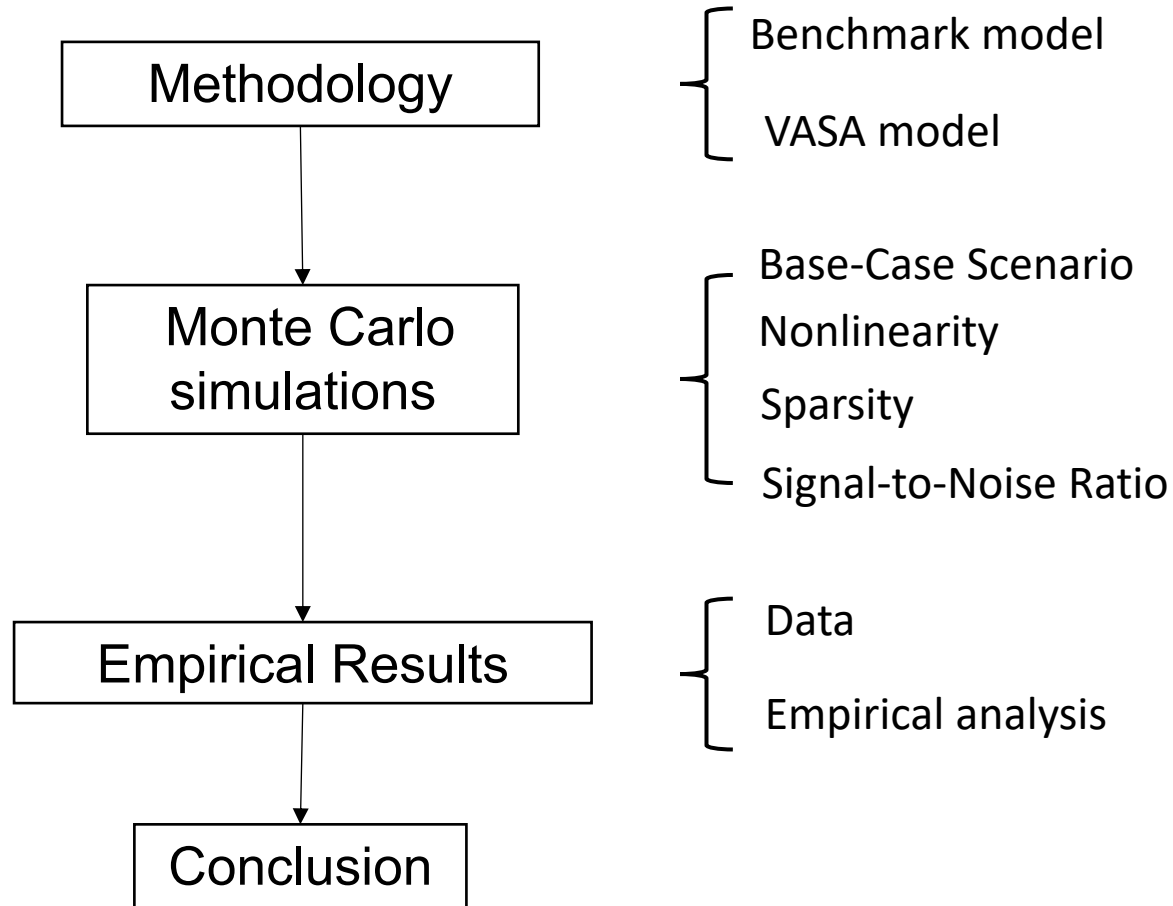 Methodology
Benchmark model
VASA model
Monte Carlo
simulations
Base-Case Scenario
Nonlinearity
Sparsity
Signal-to-Noise Ratio
Empirical Results
Data
Empirical analysis
Conclusion